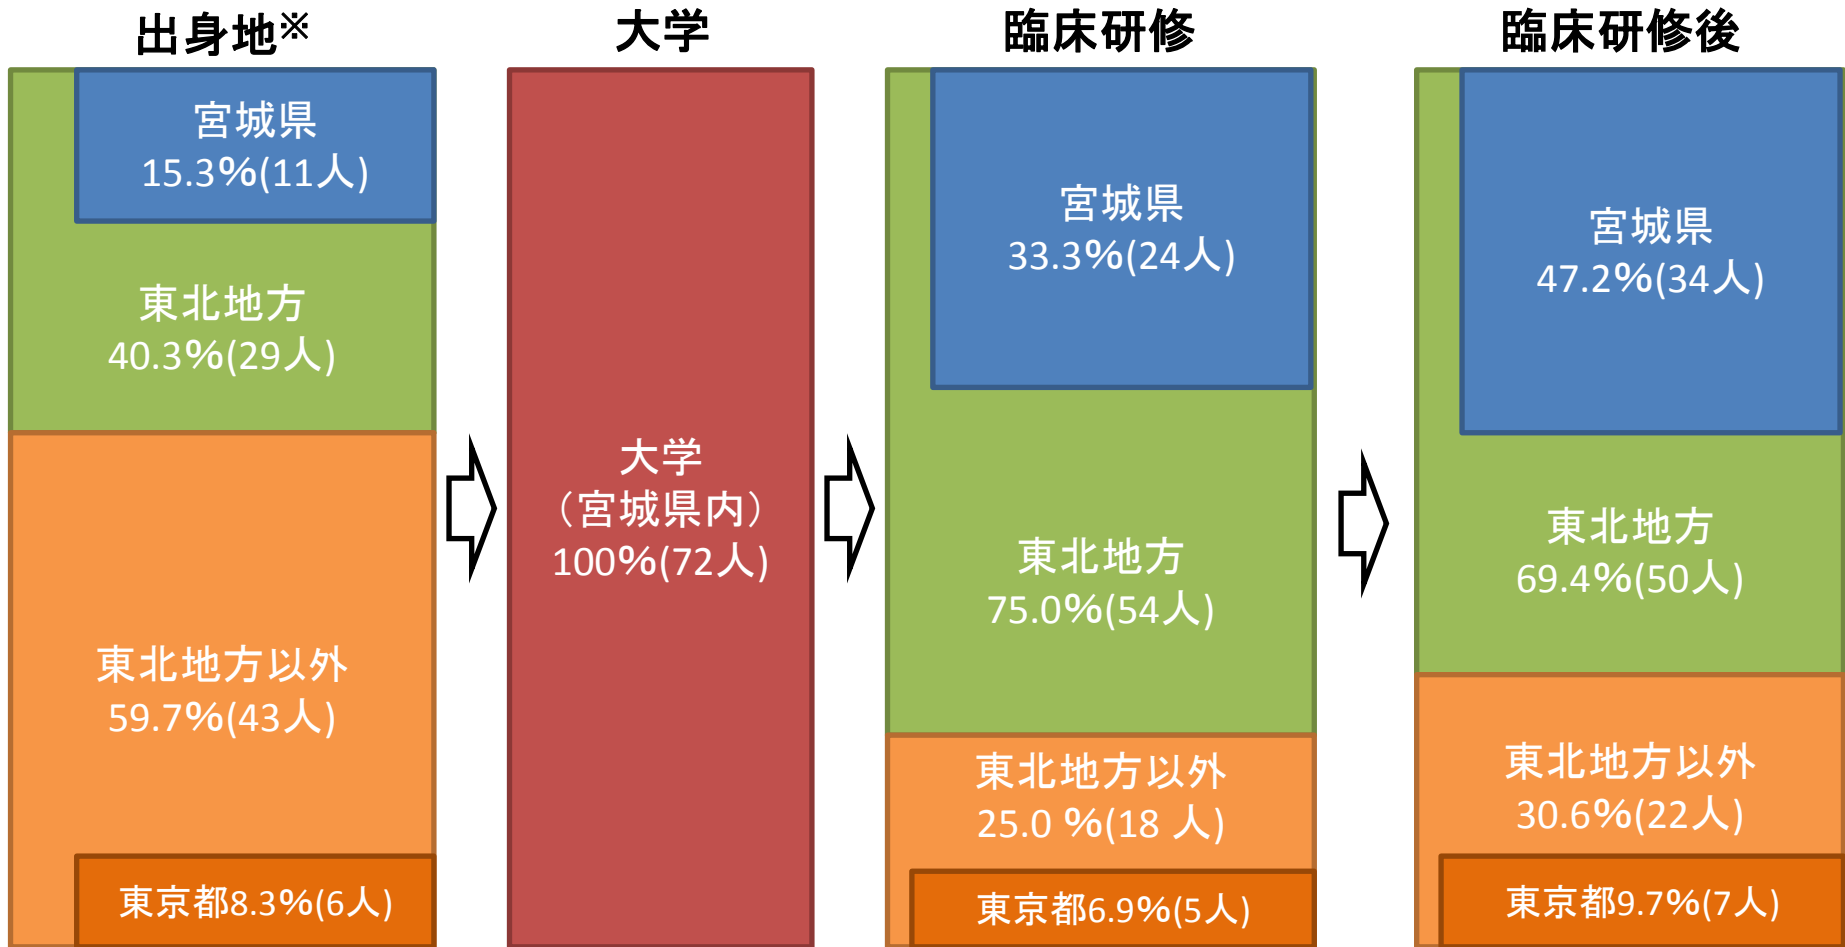 出身地※
大学
臨床研修
臨床研修後
宮城県
15.3%(11人)
東北地方
40.3%(29人)
東北地方以外
59.7%(43人)
東京都8.3%(6人)
大学
（宮城県内）
100%(72人)
宮城県
33.3%(24人)
東北地方
75.0%(54人)
東北地方以外
25.0 %(18 人)
東京都6.9%(5人)
宮城県
47.2%(34人)
東北地方
69.4%(50人)
東北地方以外
30.6%(22人)
東京都9.7%(7人)